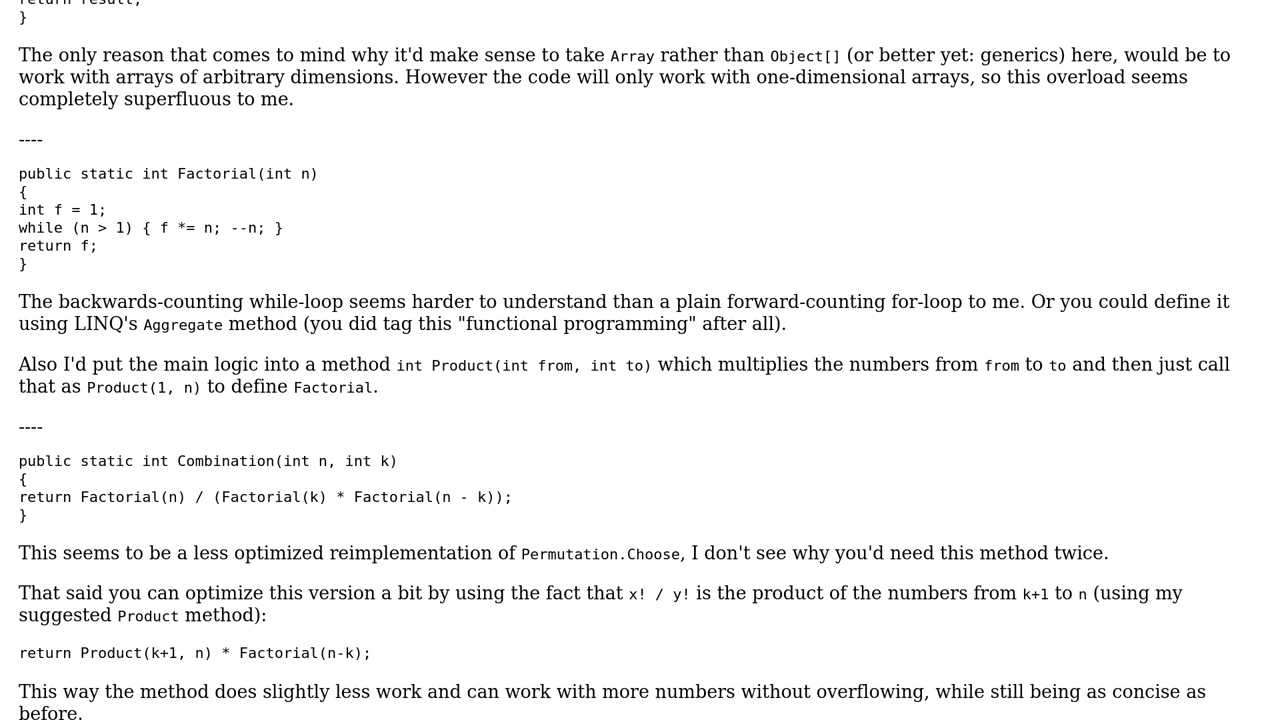 return result;
}
The only reason that comes to mind why it'd make sense to take Array rather than Object[] (or better yet: generics) here, would be to
work with arrays of arbitrary dimensions. However the code will only work with one-dimensional arrays, so this overload seems
completely superfluous to me.
----
public static int Factorial(int n)
{
int f = 1;
while (n > 1) { f *= n; --n; }
return f;
}
The backwards-counting while-loop seems harder to understand than a plain forward-counting for-loop to me. Or you could define it
using LINQ's Aggregate method (you did tag this "functional programming" after all).
Also I'd put the main logic into a method int Product(int from, int to) which multiplies the numbers from from to to and then just call
that as Product(1, n) to define Factorial.
----
public static int Combination(int n, int k)
{
return Factorial(n) / (Factorial(k) * Factorial(n - k));
}
This seems to be a less optimized reimplementation of Permutation.Choose, I don't see why you'd need this method twice.
That said you can optimize this version a bit by using the fact that x! / y! is the product of the numbers from k+1 to n (using my
suggested Product method):
return Product(k+1, n) * Factorial(n-k);
This way the method does slightly less work and can work with more numbers without overflowing, while still being as concise as
before.